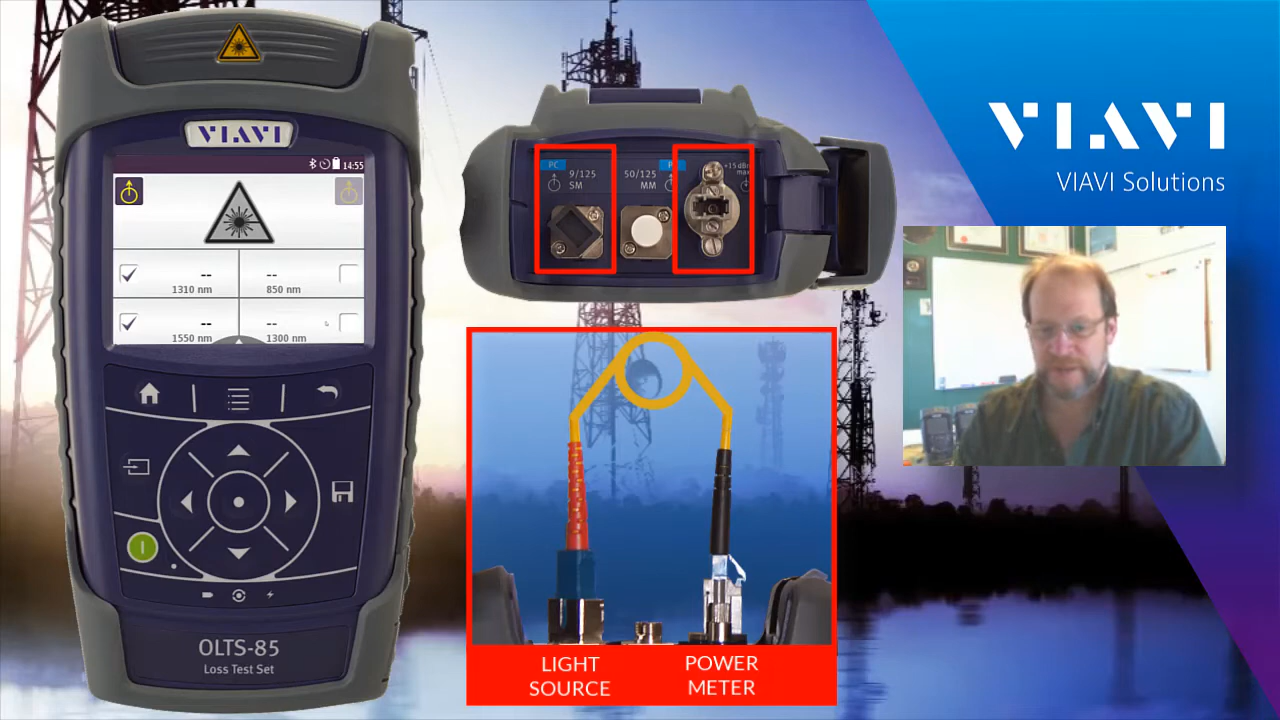 VIAVI
14:55
--
1310 nm
--
850 nm
--
1550 nm
--
1300 nm
OLTS-85
Loss Test Set
PC
9/125
SM
50/125
MM
+15 dBm
max
LIGHT
SOURCE
POWER
METER
VIAVI
VIAVI Solutions